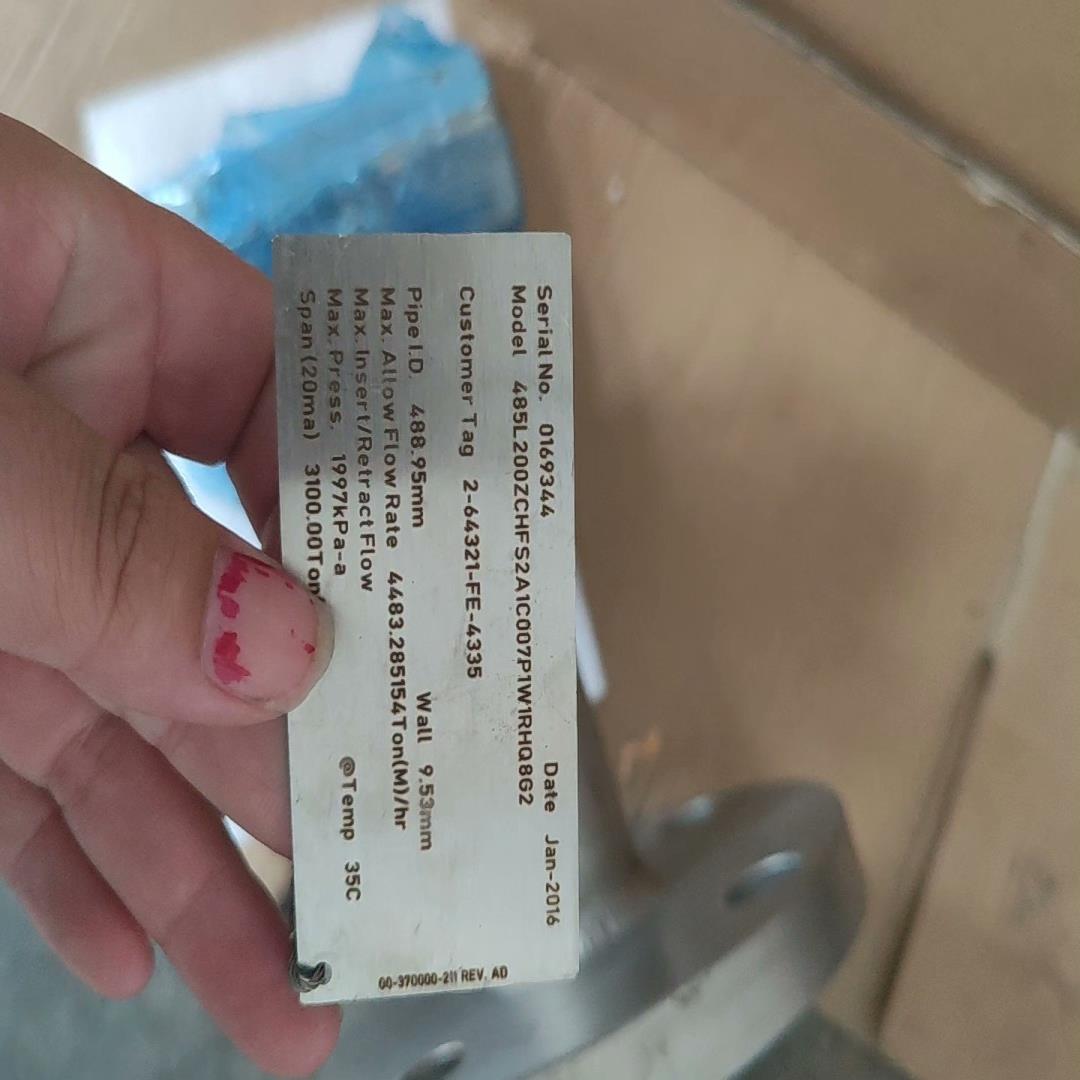 Serial No. 0169344 Date Jan-2016
Model 485L200ZCHFS2A1C007P1W1RHQ8G2
Customer Tag 2-64321-FE-4335
Pipe I.D. 488.95mm Wall 9.53mm
Max. Allow Flow Rate 4483.285154Ton(M)/hr
Max. Insert/Retract Flow
Max. Press. 1997kPa-a @Temp 35C
Span (20ma) 3100.00Ton
00-370000-211 REV. AD